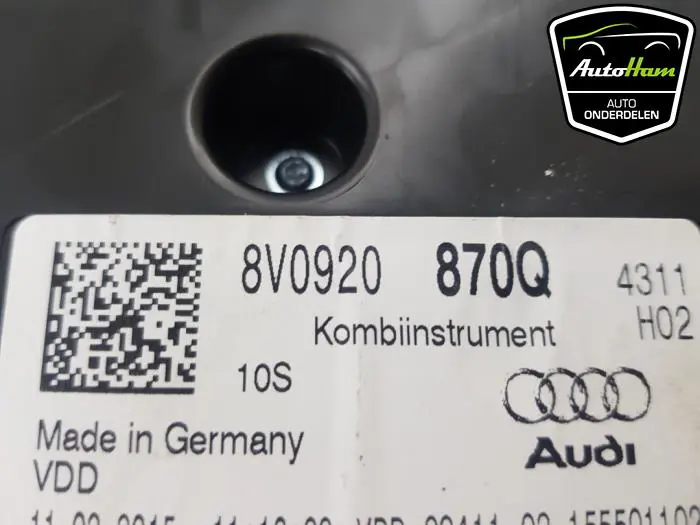 AutoHam
AUTO
ONDERDELEN
8V0920 870Q 4311
Kombiinstrument H02
10S
Made in Germany Audi
VDD